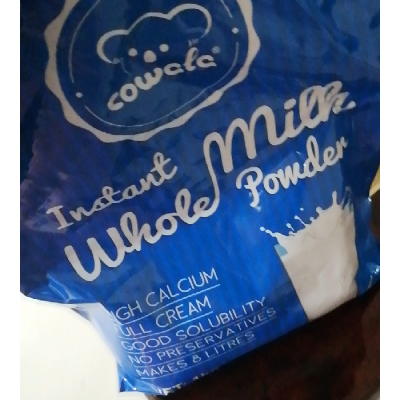 cowala®
Instant
Whole Milk
Powder
HIGH CALCIUM
FULL CREAM
GOOD SOLUBILITY
NO PRESERVATIVES
MAKES 8 LITRES